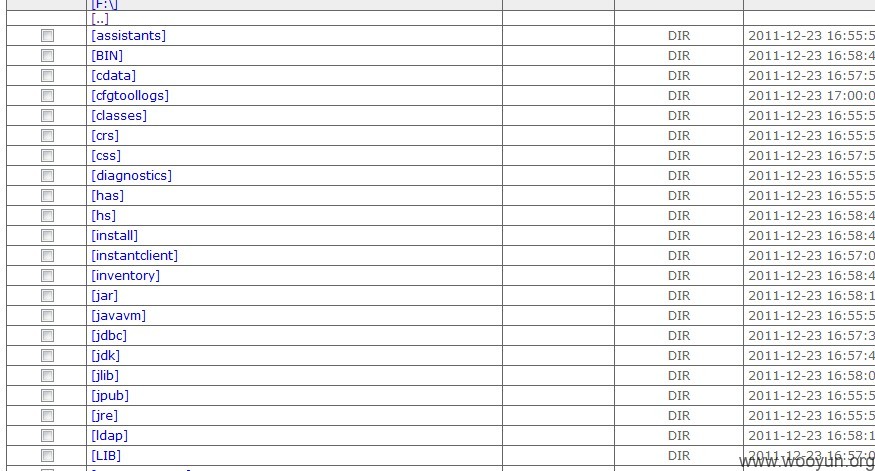 [F:\]
[..]
[assistants] DIR 2011-12-23 16:55:5
[BIN] DIR 2011-12-23 16:58:4
[cdata] DIR 2011-12-23 16:57:5
[cfgtoollogs] DIR 2011-12-23 17:00:0
[classes] DIR 2011-12-23 16:55:5
[crs] DIR 2011-12-23 16:55:5
[css] DIR 2011-12-23 16:57:5
[diagnostics] DIR 2011-12-23 16:55:5
[has] DIR 2011-12-23 16:55:5
[hs] DIR 2011-12-23 16:58:4
[install] DIR 2011-12-23 16:58:4
[instantclient] DIR 2011-12-23 16:57:0
[inventory] DIR 2011-12-23 16:58:4
[jar] DIR 2011-12-23 16:58:1
[javavm] DIR 2011-12-23 16:55:5
[jdbc] DIR 2011-12-23 16:57:3
[jdk] DIR 2011-12-23 16:57:4
[jlib] DIR 2011-12-23 16:58:0
[jpub] DIR 2011-12-23 16:55:5
[jre] DIR 2011-12-23 16:55:5
[ldap] DIR 2011-12-23 16:58:1
[LIB] DIR 2011-12-23 16:57:0
www.wooyun.org